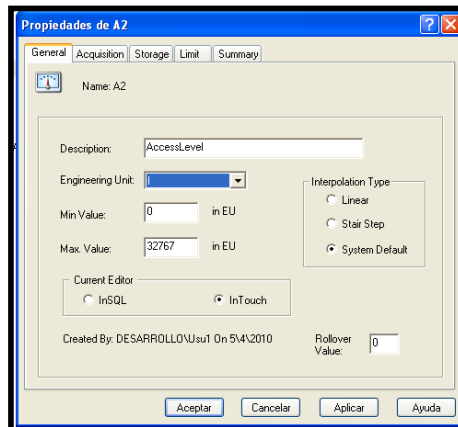 Propiedades de A2
General Acquisition Storage Limit Summary
Name: A2
Description: AccessLevel
Engineering Unit:
Interpolation Type
Linear
Min Value: 0 in EU
Stair Step
Max. Value: 32767 in EU
System Default
Current Editor
InSQL InTouch
Created By: DESARROLLO\Usu1 On 5\4\2010
Rollover Value: 0
Aceptar Cancelar Aplicar Ayuda